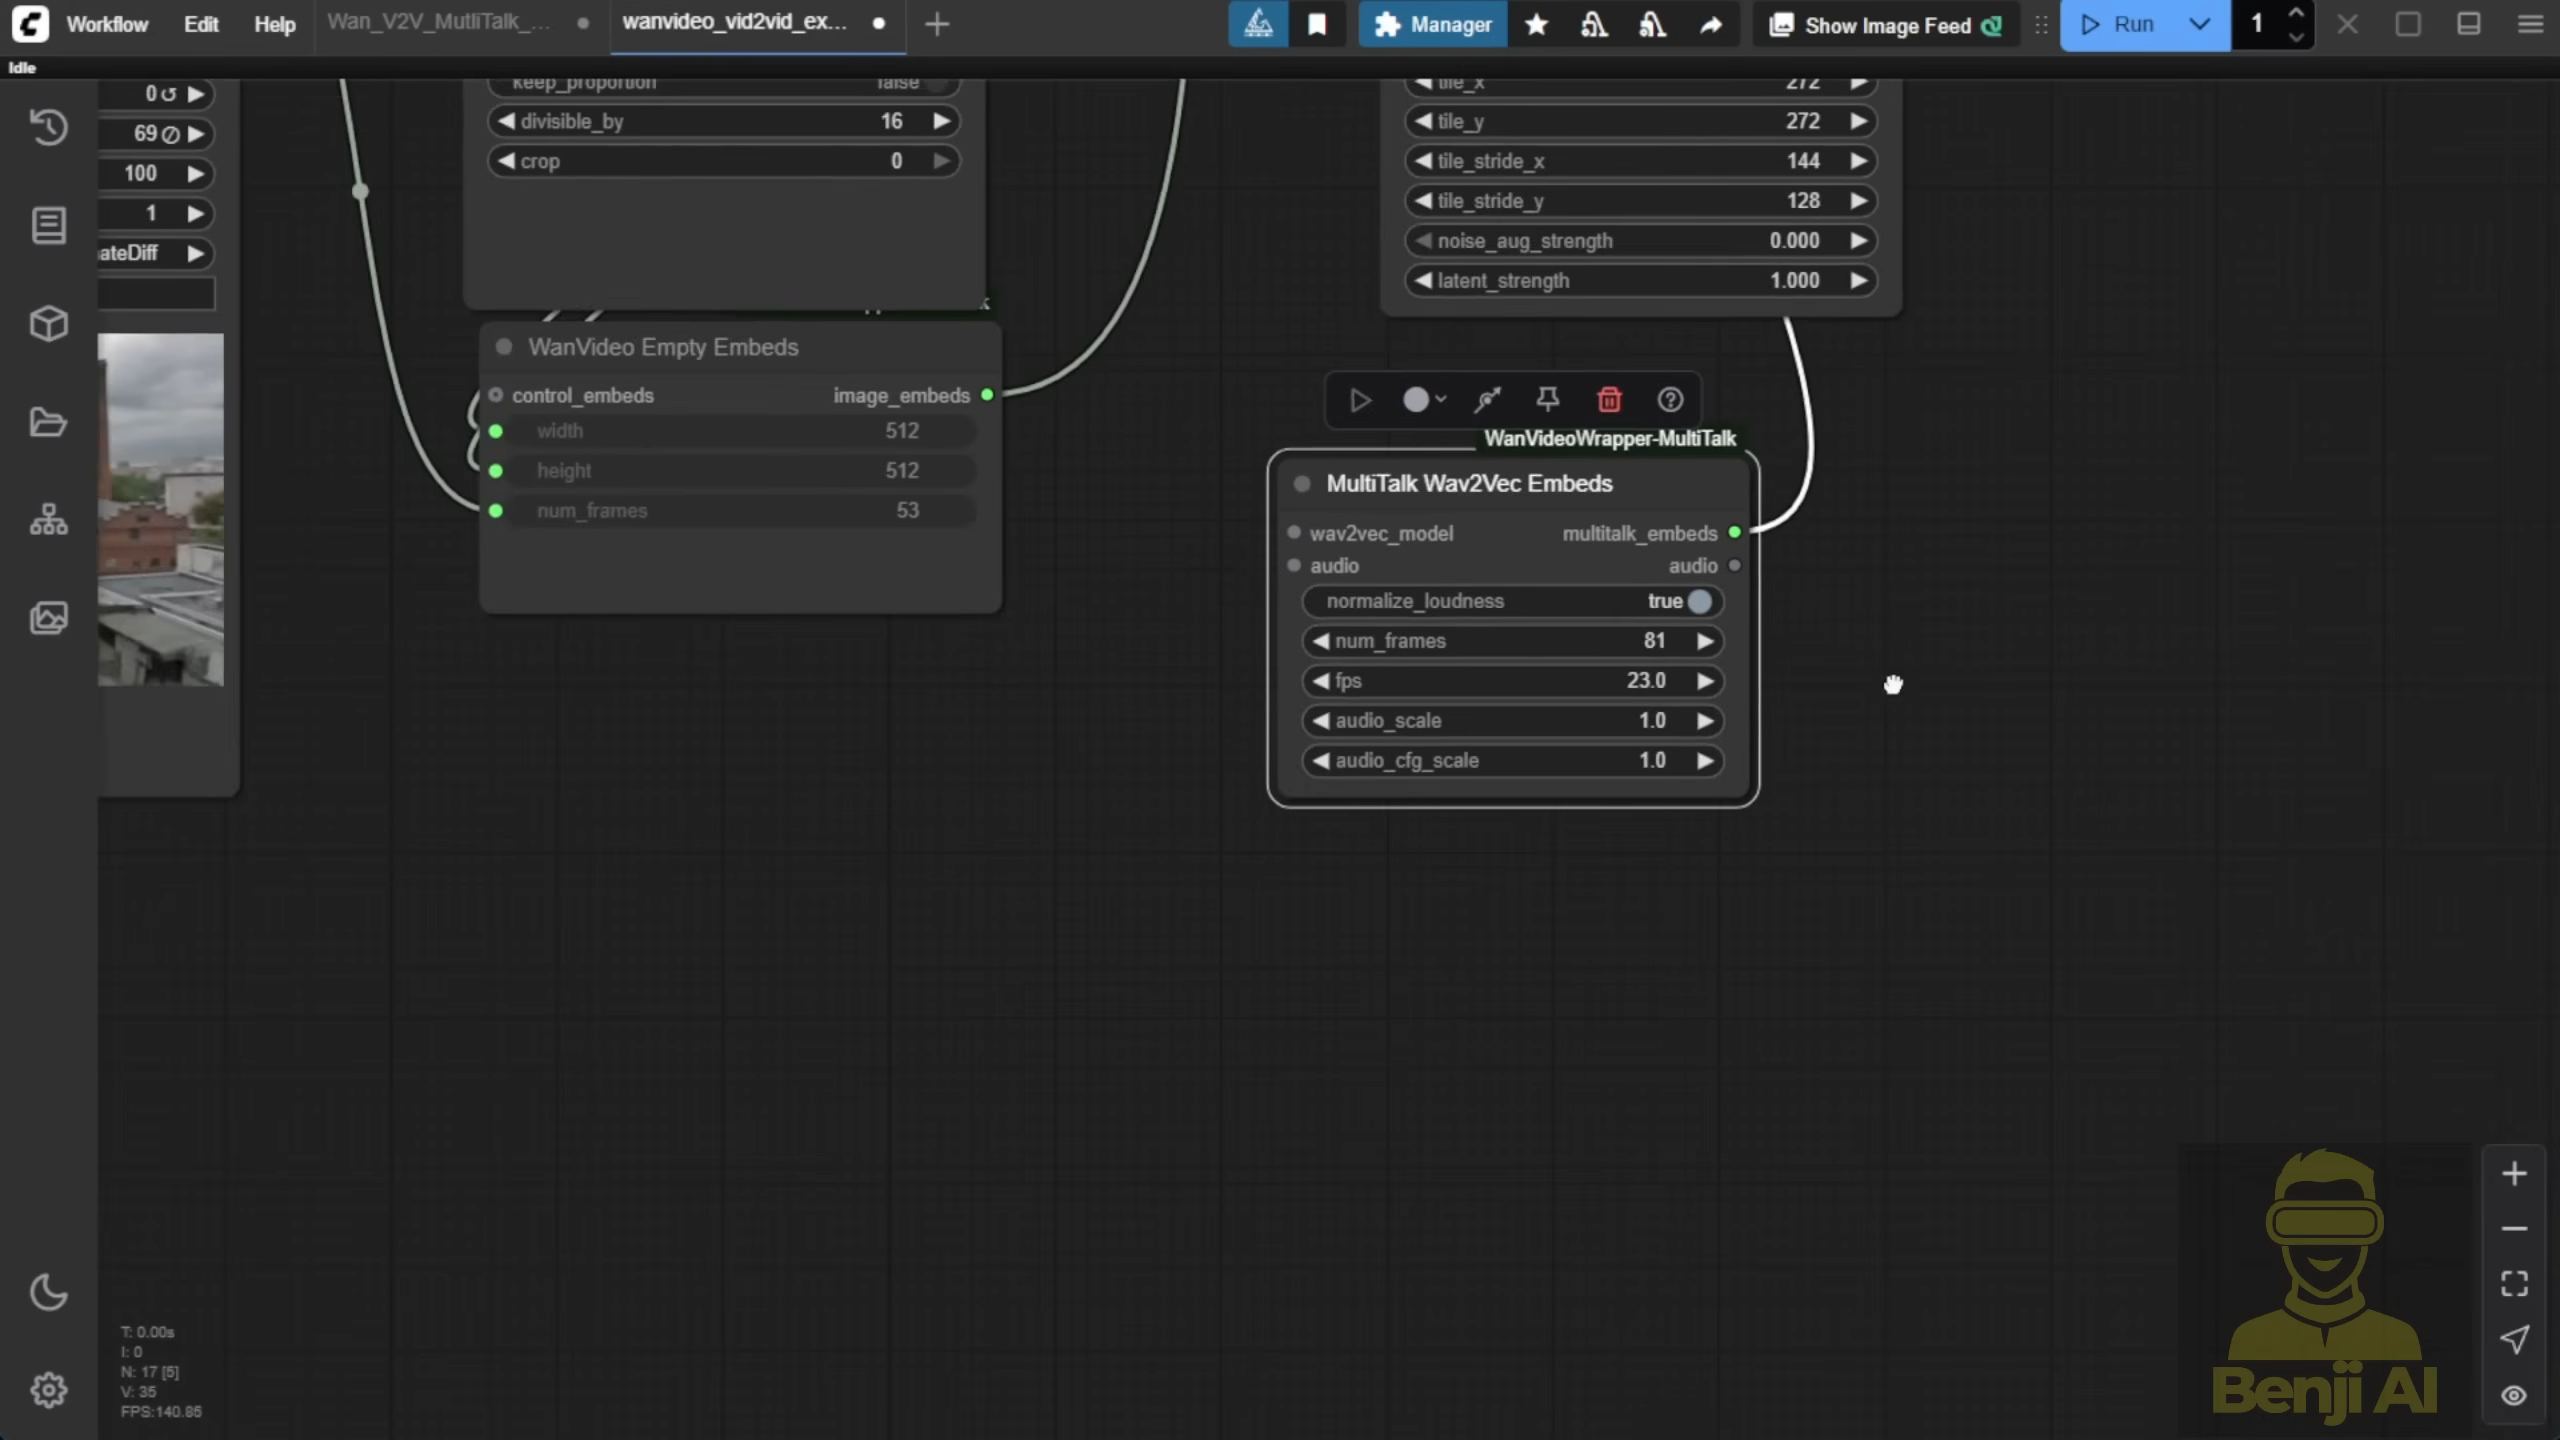 Workflow
Edit
Help
Wan_V2V_MutliTalk_...
wanvideo_vid2vid_ex...
Manager
Show Image Feed
Run
1
Idle
0
69
100
1
ateDiff
keep_proportion false
divisible_by 16
crop 0
WanVideo Empty Embeds
control_embeds image_embeds
width 512
height 512
num_frames 53
tile_x 272
tile_y 272
tile_stride_x 144
tile_stride_y 128
noise_aug_strength 0.000
latent_strength 1.000
WanVideoWrapper-MultiTalk
MultiTalk Wav2Vec Embeds
wav2vec_model multitalk_embeds
audio audio
normalize_loudness true
num_frames 81
fps 23.0
audio_scale 1.0
audio_cfg_scale 1.0
T: 0.00s
I: 0
N: 17 [5]
V: 35
FPS:140.85
Benji AI